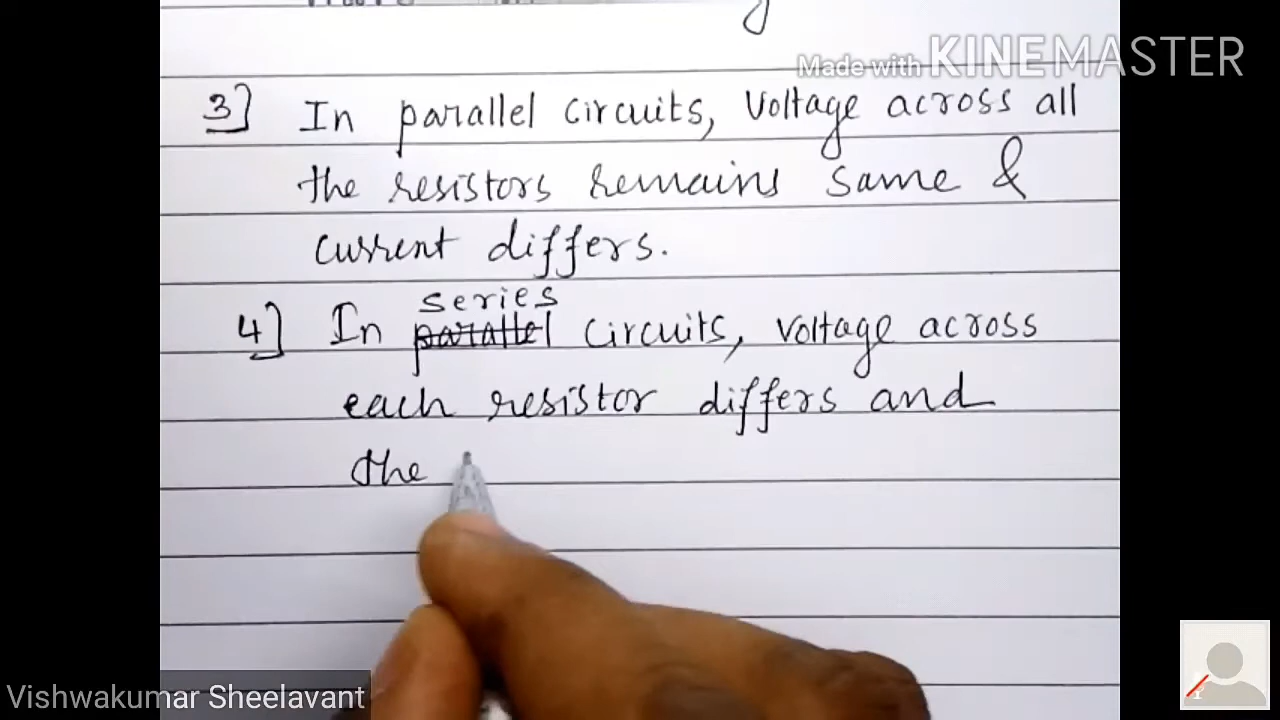 Made with KINEMASTER
3] In parallel circuits, Voltage across all
the resistors remains same &
current differs.
series
4] In parallel circuits, voltage across
each resistor differs and
the
Vishwakumar Sheelavant